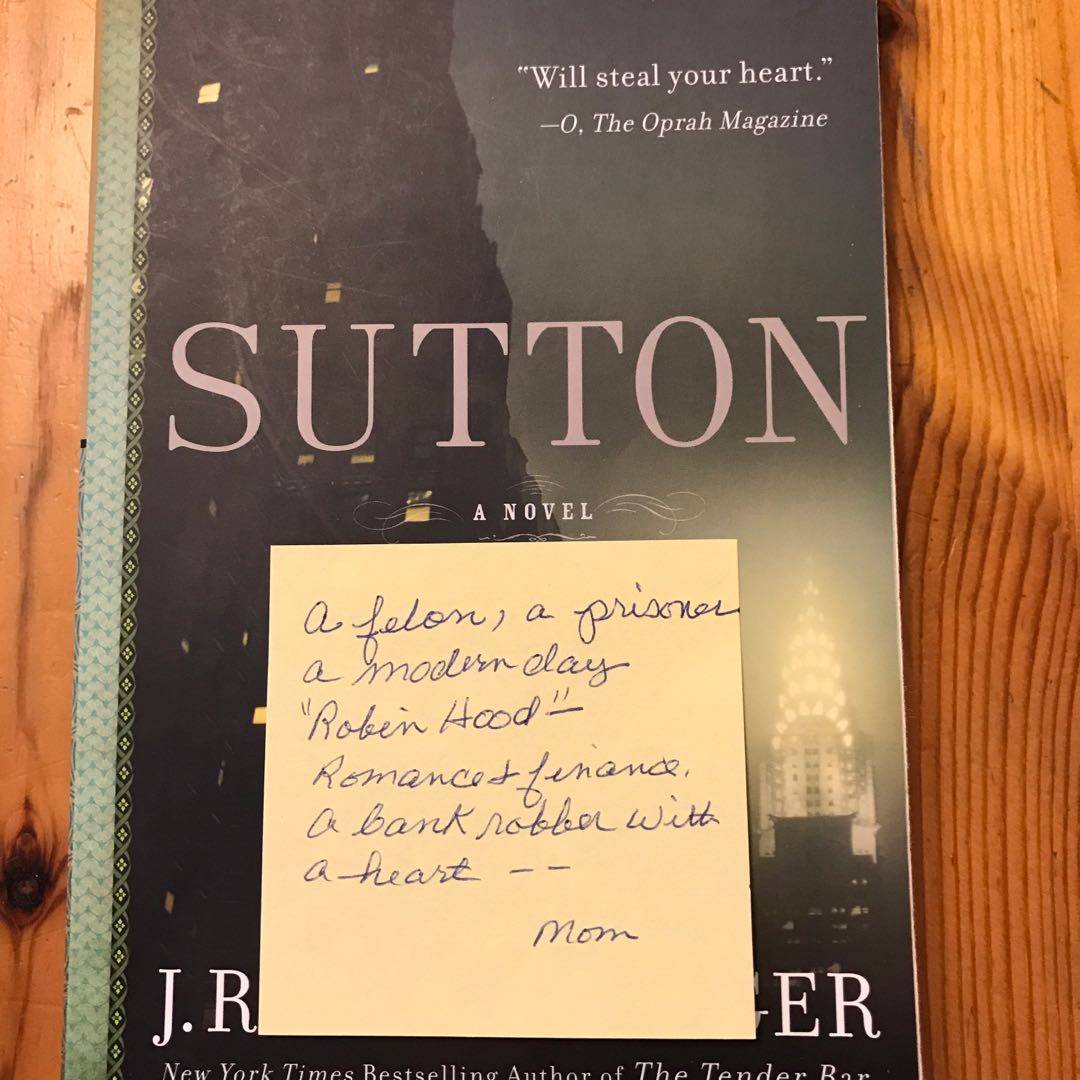 “Will steal your heart.”
—O, The Oprah Magazine
SUTTON
A NOVEL
A felon, a prisoner
a modern day
"Robin Hood" —
Romance & finance.
A bank robber with
a heart - -
Mom
J.R
GER
New York Times Bestselling Author of The Tender Bar